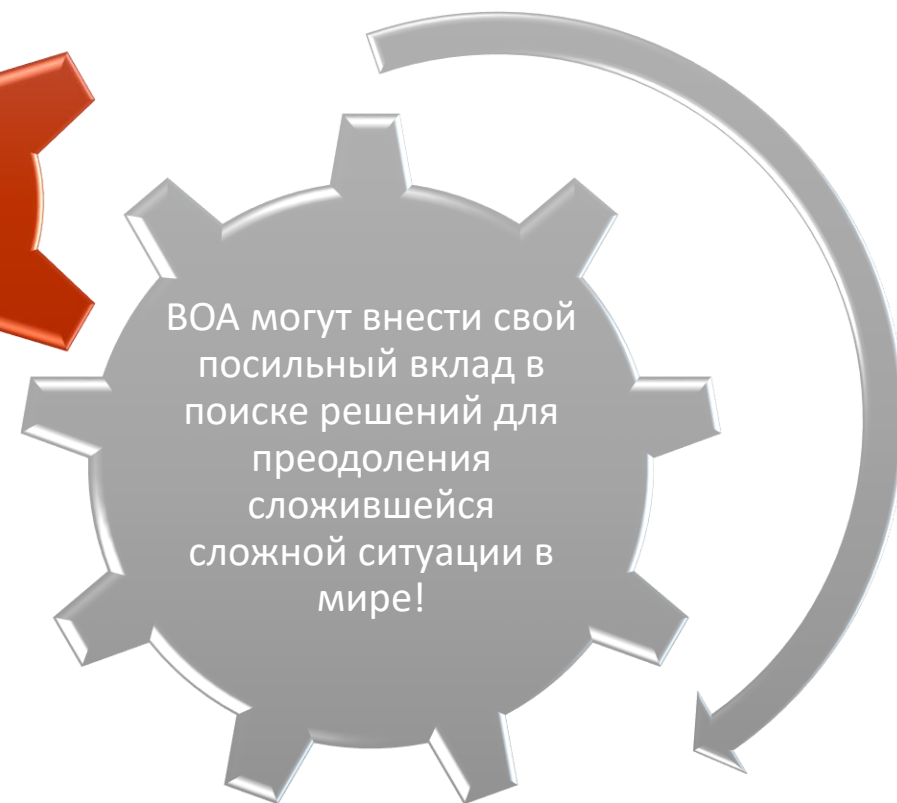 ВОА могут внести свой
посильный вклад в
поиске решений для
преодоления
сложившейся
сложной ситуации в
мире!